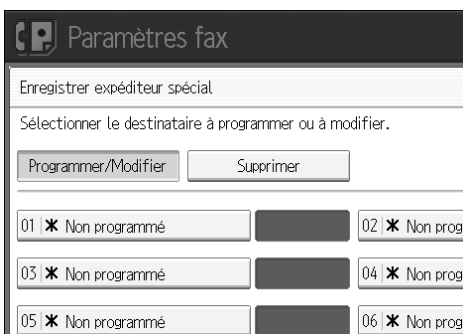 Paramètres fax
Enregistrer expéditeur spécial
Sélectionner le destinataire à programmer ou à modifier.
Programmer/Modifier Supprimer
01 * Non programmé 02 * Non prog
03 * Non programmé 04 * Non prog
05 * Non programmé 06 * Non prog